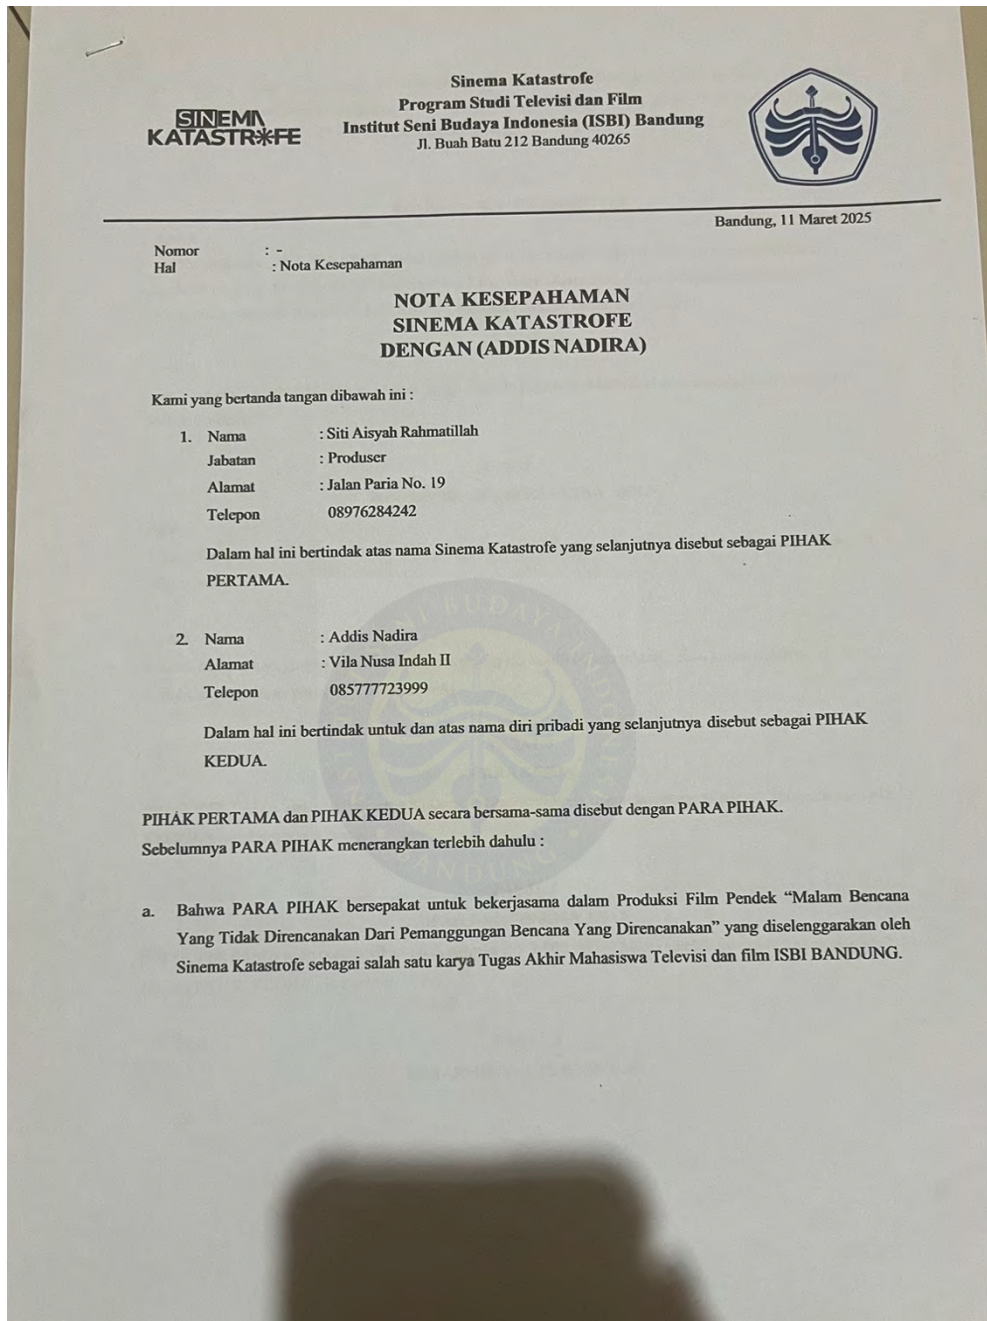 SINEMA
KATASTROFE
Sinema Katastrofe
Program Studi Televisi dan Film
Institut Seni Budaya Indonesia (ISBI) Bandung
Jl. Buah Batu 212 Bandung 40265
Bandung, 11 Maret 2025
Nomor : -
Hal : Nota Kesepahaman
NOTA KESEPAHAMAN
SINEMA KATASTROFE
DENGAN (ADDIS NADIRA)
Kami yang bertanda tangan dibawah ini :
1. Nama : Siti Aisyah Rahmatillah
Jabatan : Produser
Alamat : Jalan Paria No. 19
Telepon 08976284242
Dalam hal ini bertindak atas nama Sinema Katastrofe yang selanjutnya disebut sebagai PIHAK
PERTAMA.
2. Nama : Addis Nadira
Alamat : Vila Nusa Indah II
Telepon 085777723999
Dalam hal ini bertindak untuk dan atas nama diri pribadi yang selanjutnya disebut sebagai PIHAK
KEDUA.
PIHAK PERTAMA dan PIHAK KEDUA secara bersama-sama disebut dengan PARA PIHAK.
Sebelumnya PARA PIHAK menerangkan terlebih dahulu :
a. Bahwa PARA PIHAK bersepakat untuk bekerjasama dalam Produksi Film Pendek “Malam Bencana
Yang Tidak Direncanakan Dari Pemanggungan Bencana Yang Direncanakan” yang diselenggarakan oleh
Sinema Katastrofe sebagai salah satu karya Tugas Akhir Mahasiswa Televisi dan film ISBI BANDUNG.